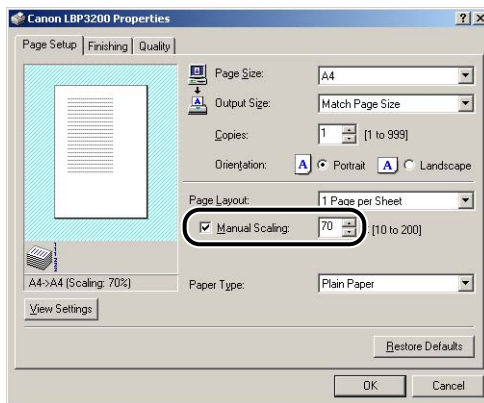 Canon LBP3200 Properties
Page Setup Finishing Quality
Page Size: A4
Output Size: Match Page Size
Copies: 1 [1 to 999]
Orientation: A Portrait A Landscape
Page Layout: 1 Page per Sheet
Manual Scaling: 70 [10 to 200]
A4->A4 (Scaling: 70%)
Paper Type: Plain Paper
View Settings
Restore Defaults
OK Cancel